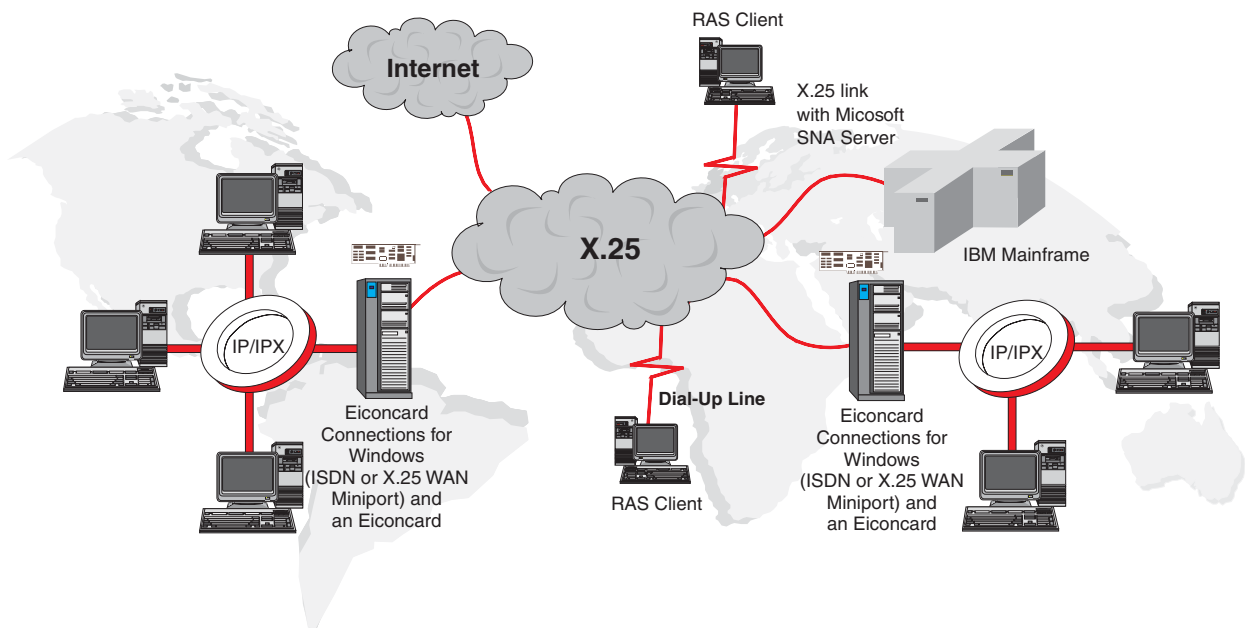 RAS Client
Internet
X.25 link
with Micosoft
SNA Server
X.25
IBM Mainframe
IP/IPX
IP/IPX
Dial-Up Line
Eiconcard
Connections for
Windows
(ISDN or X.25 WAN
Miniport) and
an Eiconcard
RAS Client
Eiconcard
Connections for
Windows
(ISDN or X.25 WAN
Miniport) and
an Eiconcard